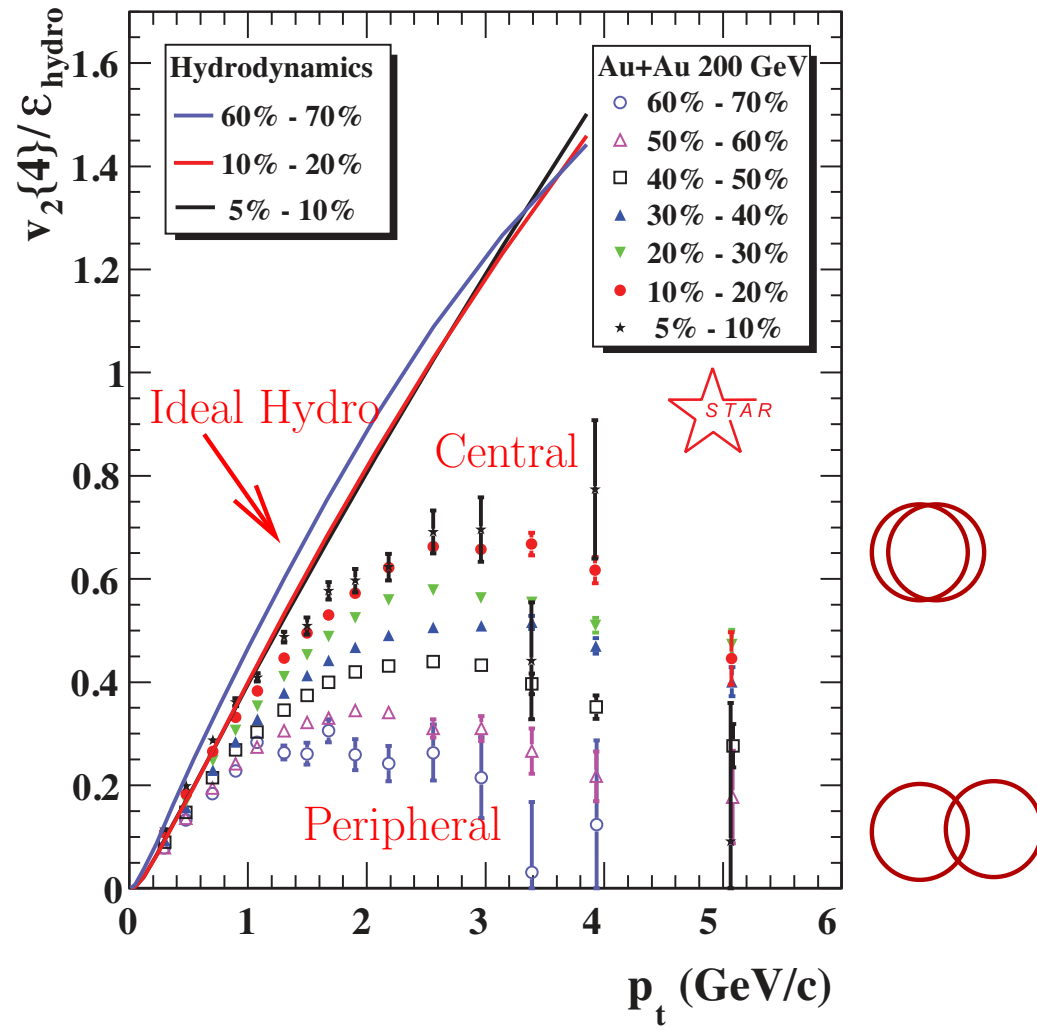 v₂{4}/ε_hydro
1.6
1.4
1.2
1
0.8
0.6
0.4
0.2
0
Hydrodynamics
60% - 70%
10% - 20%
5% - 10%
Au+Au 200 GeV
60% - 70%
50% - 60%
40% - 50%
30% - 40%
20% - 30%
10% - 20%
5% - 10%
STAR
Ideal Hydro
Central
Peripheral
0 1 2 3 4 5 6
p_t (GeV/c)